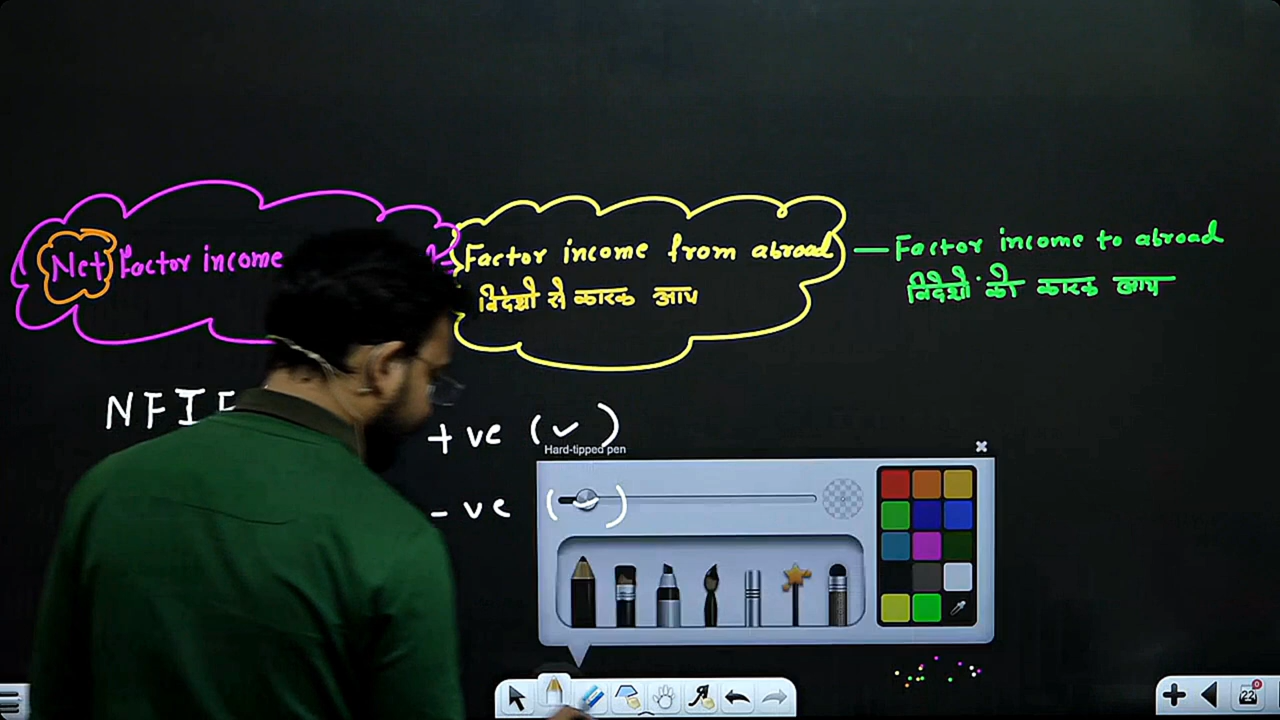 Net Factor income
Factor income from abroad
विदेशों से कारक आय
— Factor income to abroad
विदेशों को कारक आय
NFIF
+ve (✓)
-ve (✓)
Hard-tipped pen
22